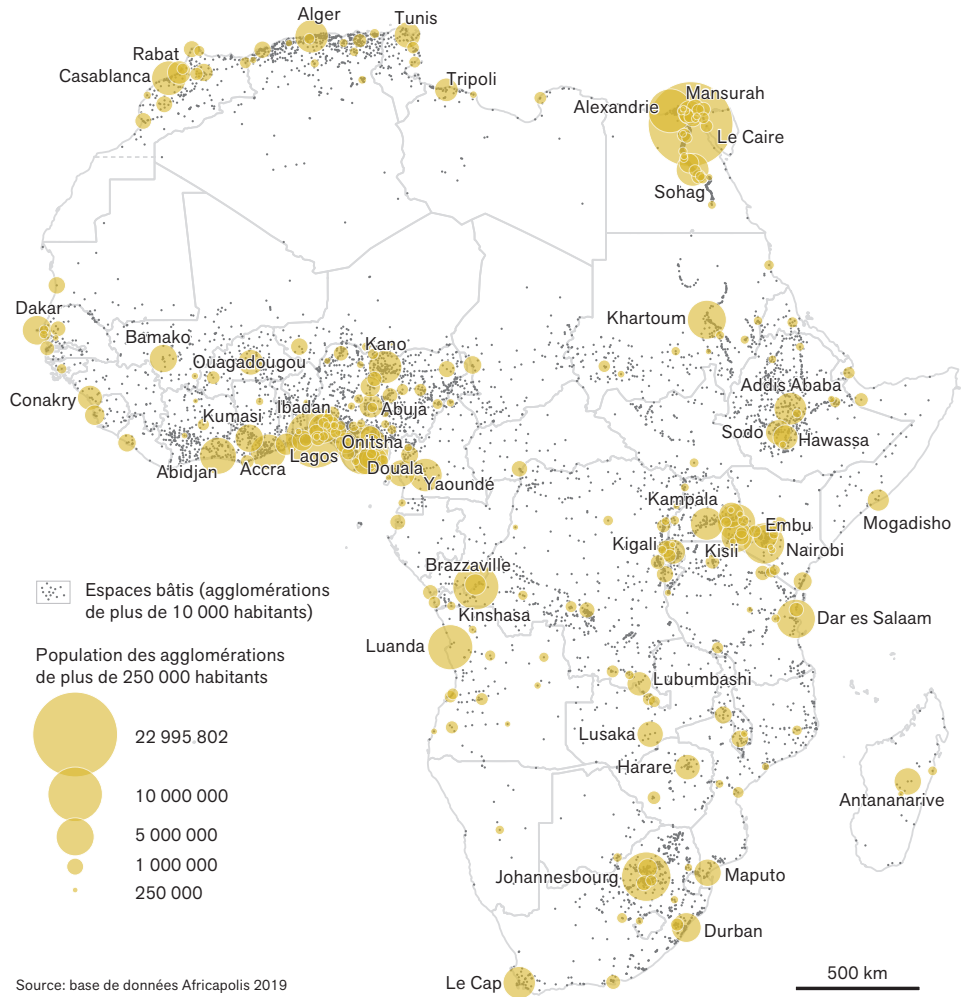 Alger
Tunis
Rabat
Casablanca
Tripoli
Mansurah
Alexandrie
Le Caire
Sohag
Dakar
Khartoum
Bamako
Kano
Ouagadougou
Addis Ababa
Conakry
Kumasi
Ibadan
Abuja
Sodo
Hawassa
Onitsha
Abidjan
Accra
Lagos
Douala
Yaoundé
Kampala
Embu
Mogadisho
Kigali
Kisii
Nairobi
Brazzaville
Kinshasa
Dar es Salaam
Luanda
Lubumbashi
Lusaka
Harare
Antananarive
Johannesbourg
Maputo
Durban
Le Cap
Espaces bâtis (agglomérations
de plus de 10 000 habitants)
Population des agglomérations
de plus de 250 000 habitants
22 995 802
10 000 000
5 000 000
1 000 000
250 000
500 km
Source: base de données Africapolis 2019